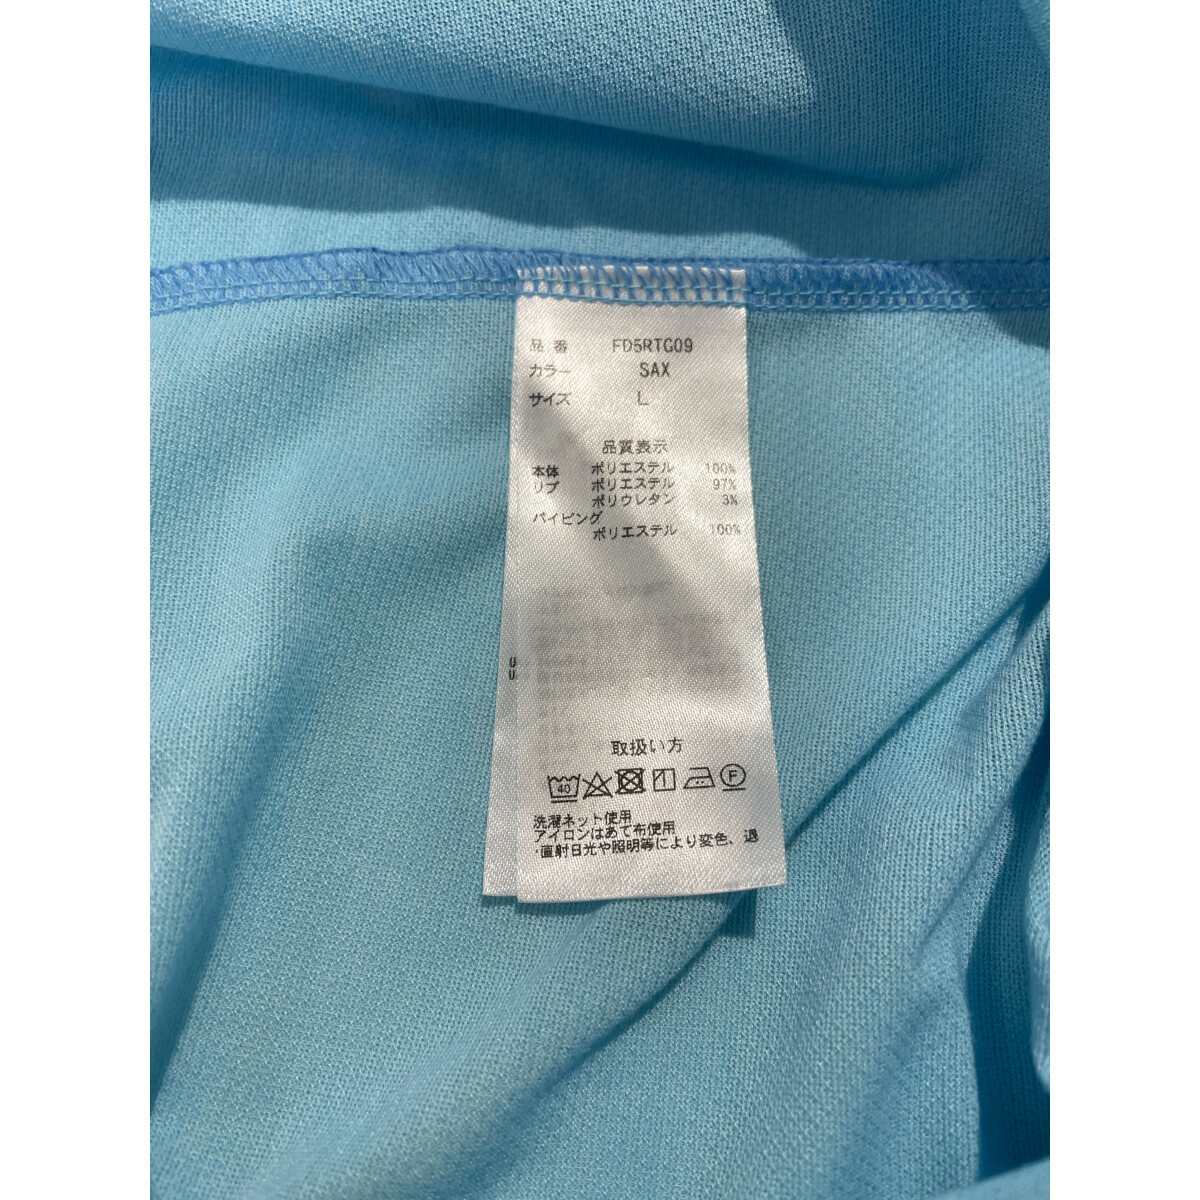 品番 FD5RTG09
カラー SAX
サイズ L
品質表示
本体 ポリエステル 100%
リブ ポリエステル 97%
ポリウレタン 3%
パイピング
ポリエステル 100%
取扱い方
40 F
洗濯ネット使用
アイロンはあて布使用
・直射日光や照明等により変色、退